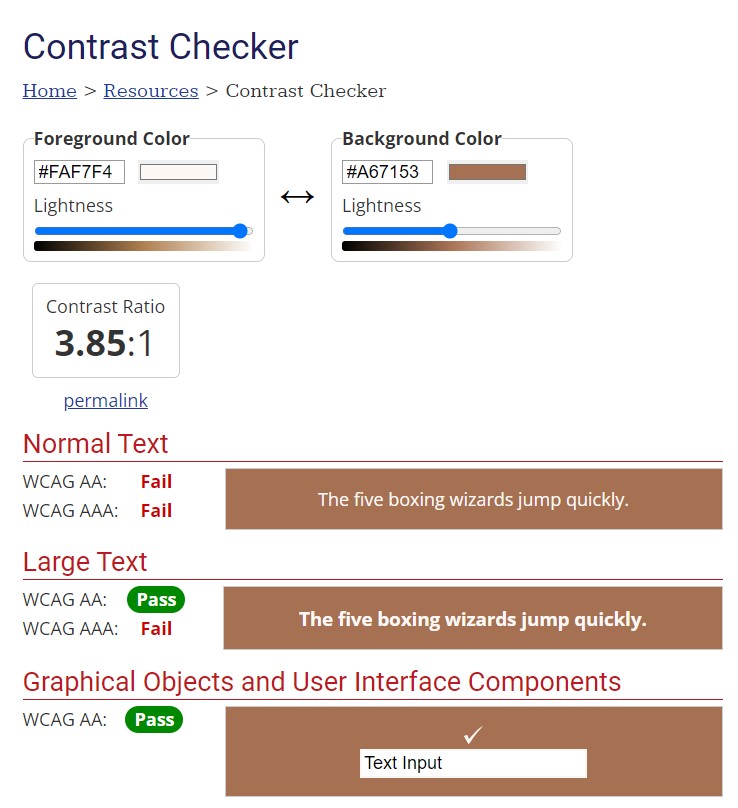 Contrast Checker
Home > Resources > Contrast Checker
Foreground Color
#FAF7F4
Lightness
Background Color
#A67153
Lightness
Contrast Ratio
3.85:1
permalink
Normal Text
WCAG AA: Fail
WCAG AAA: Fail
The five boxing wizards jump quickly.
Large Text
WCAG AA: Pass
WCAG AAA: Fail
The five boxing wizards jump quickly.
Graphical Objects and User Interface Components
WCAG AA: Pass
✓
Text Input